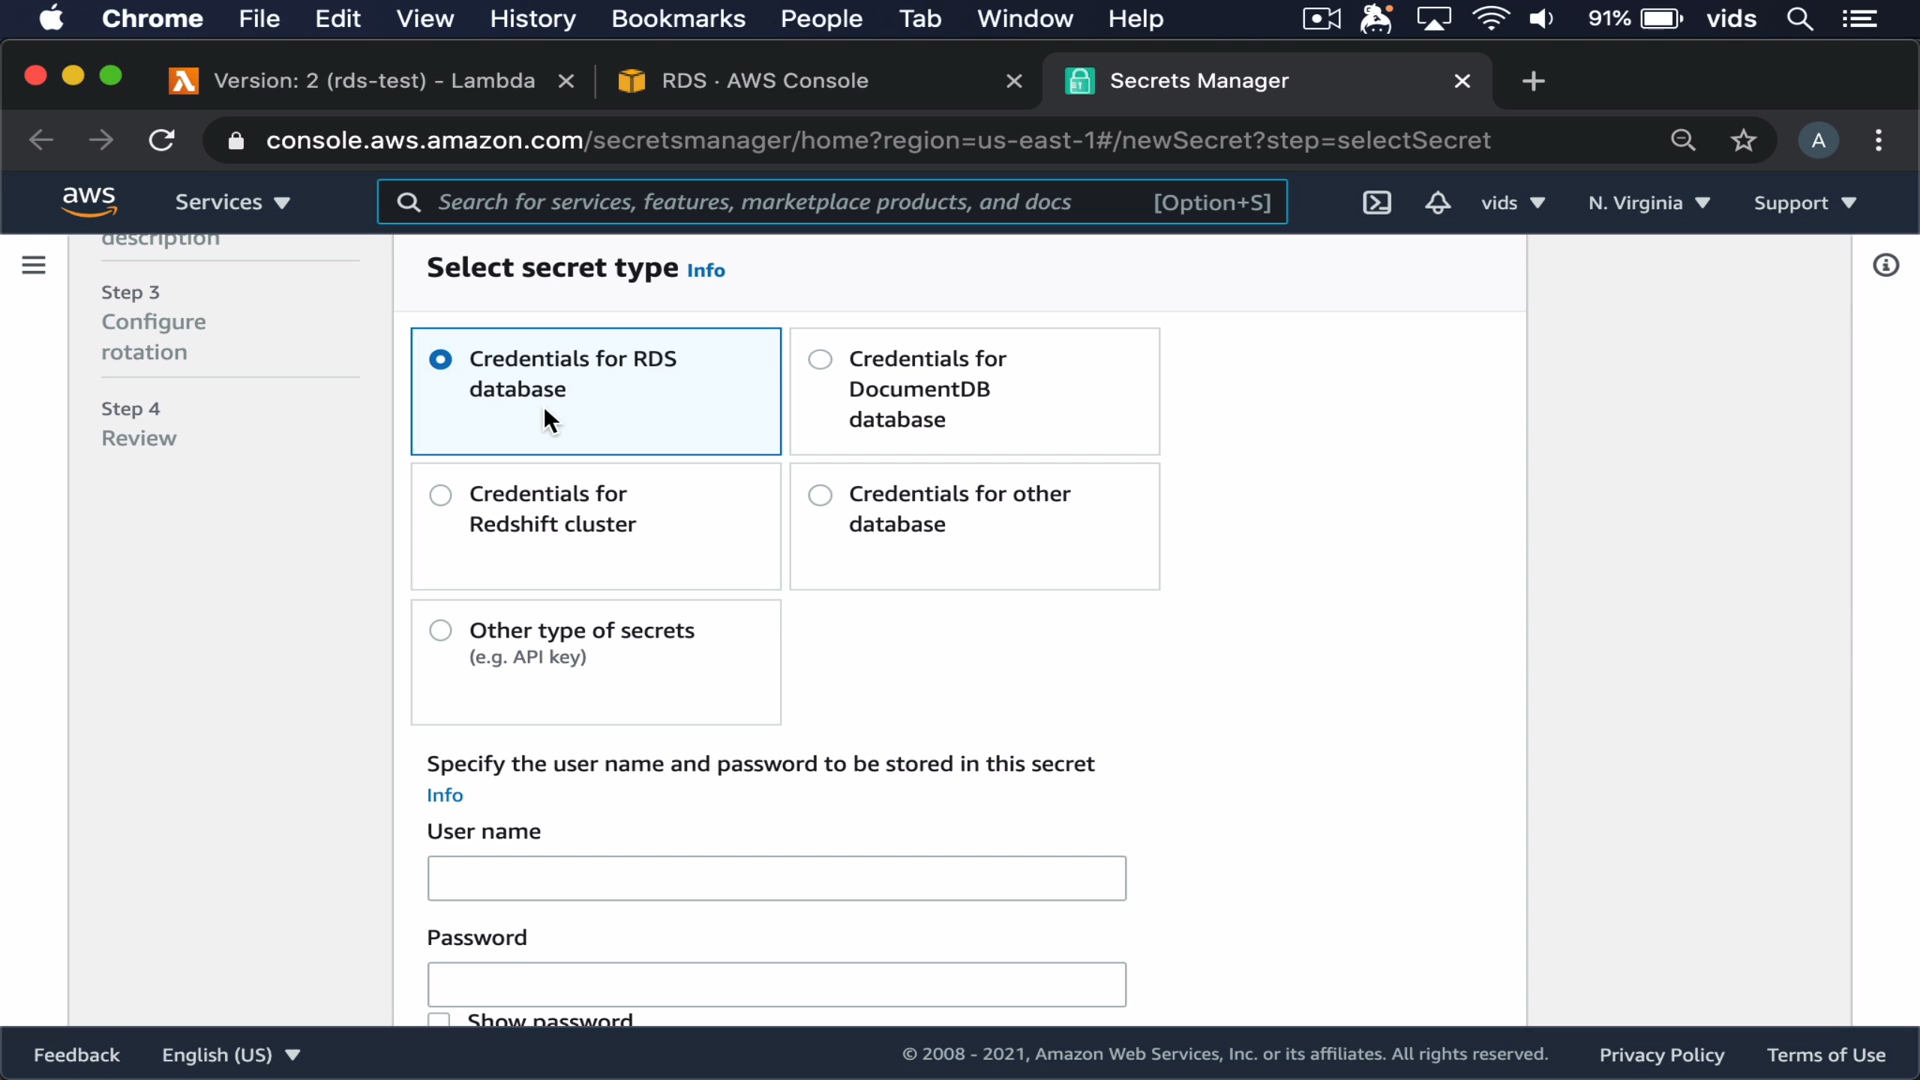 Chrome File Edit View History Bookmarks People Tab Window Help 91% vids
Version: 2 (rds-test) - Lambda RDS · AWS Console Secrets Manager
console.aws.amazon.com/secretsmanager/home?region=us-east-1#/newSecret?step=selectSecret A
aws Services Search for services, features, marketplace products, and docs [Option+S] vids N. Virginia Support
description
Step 3
Configure
rotation
Step 4
Review
Select secret type Info
Credentials for RDS
database
Credentials for
DocumentDB
database
Credentials for
Redshift cluster
Credentials for other
database
Other type of secrets
(e.g. API key)
Specify the user name and password to be stored in this secret
Info
User name
Password
Show password
Feedback English (US) © 2008 - 2021, Amazon Web Services, Inc. or its affiliates. All rights reserved. Privacy Policy Terms of Use